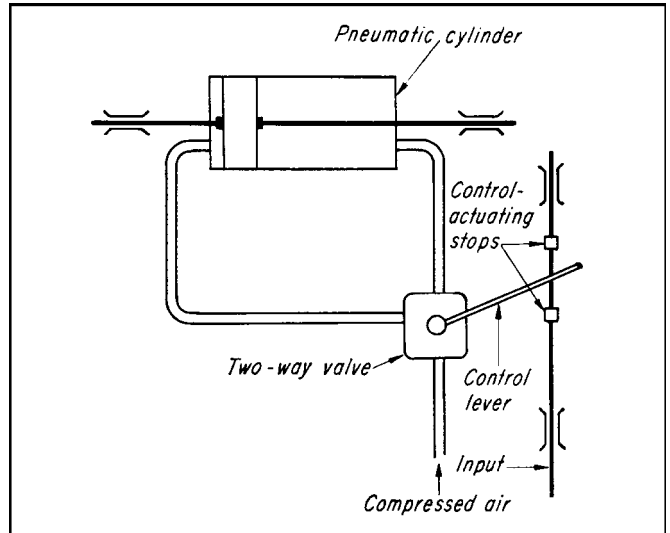 Pneumatic cylinder
Control-
actuating
stops
Two-way valve
Control
lever
Input
Compressed air